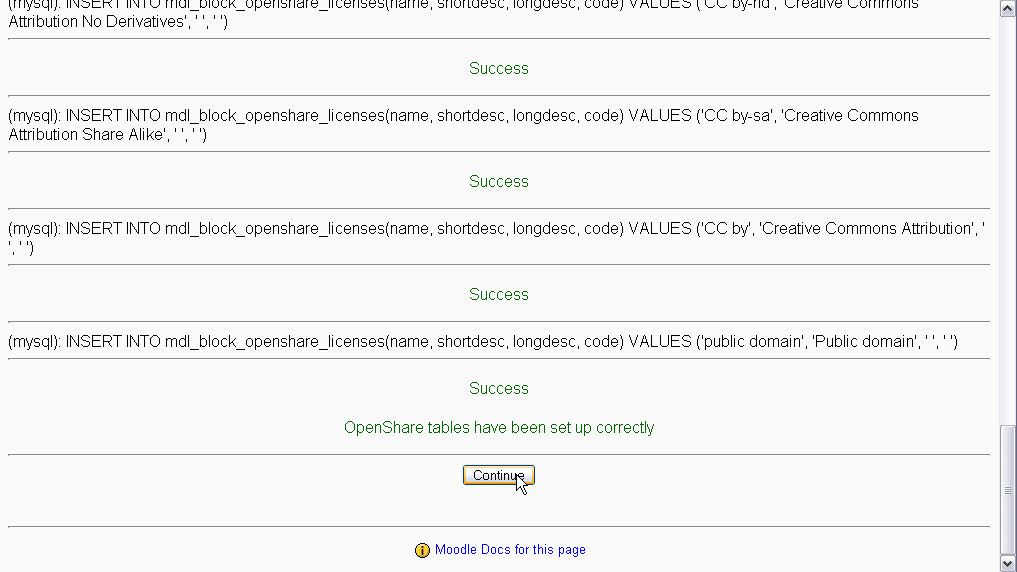 (mysql): INSERT INTO mdl_block_openshare_licenses(name, shortdesc, longdesc, code) VALUES ('CC by-nd', 'Creative Commons
Attribution No Derivatives', ' ', ' ')
Success
(mysql): INSERT INTO mdl_block_openshare_licenses(name, shortdesc, longdesc, code) VALUES ('CC by-sa', 'Creative Commons
Attribution Share Alike', ' ', ' ')
Success
(mysql): INSERT INTO mdl_block_openshare_licenses(name, shortdesc, longdesc, code) VALUES ('CC by', 'Creative Commons Attribution', '
', ' ')
Success
(mysql): INSERT INTO mdl_block_openshare_licenses(name, shortdesc, longdesc, code) VALUES ('public domain', 'Public domain', ' ', ' ')
Success
OpenShare tables have been set up correctly
Continue
Moodle Docs for this page